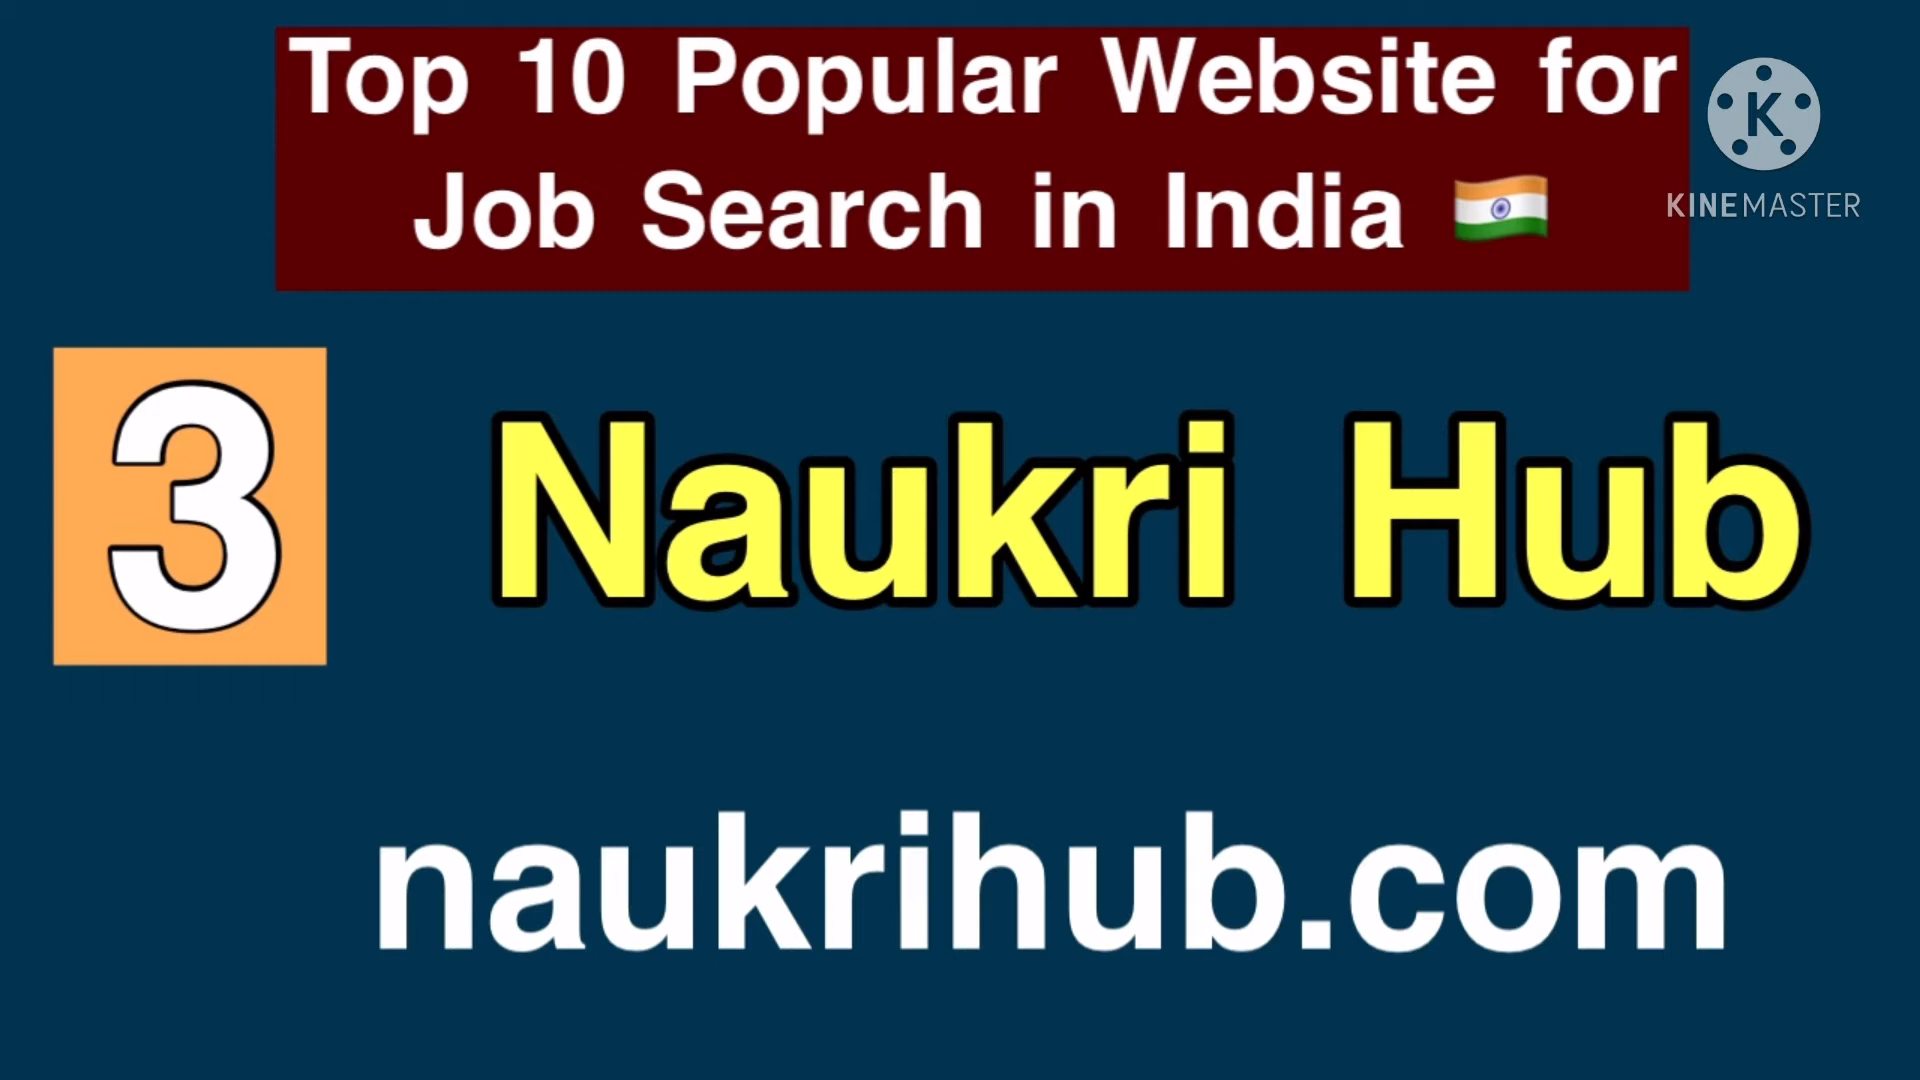 Top 10 Popular Website for
Job Search in India
K
KINEMASTER
3
Naukri Hub
naukrihub.com